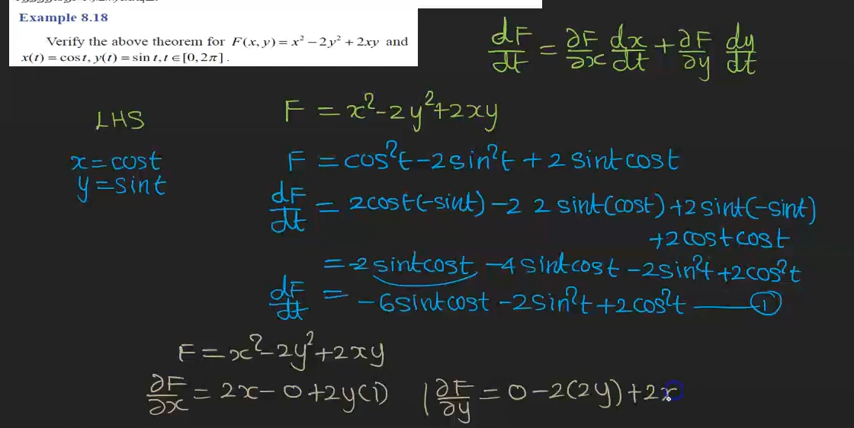 Example 8.18
Verify the above theorem for F(x, y) = x² − 2y² + 2xy and
x(t) = cos t, y(t) = sin t, t ∈ [0, 2π].
dF/dt = ∂F/∂x dx/dt + ∂F/∂y dy/dt
LHS
x = cost
y = sint
F = x² - 2y² + 2xy
F = cos²t - 2sin²t + 2 sint cost
dF/dt = 2cost(-sint) - 2 2 sint(cost) + 2sint(-sint)
+2cost cost
= -2 sintcost - 4 sintcost - 2sin²t + 2cos²t
dF/dt = -6sintcost - 2sin²t + 2cos²t —— ①
F = x² - 2y² + 2xy
∂F/∂x = 2x - 0 + 2y(1) | ∂F/∂y = 0 - 2(2y) + 2x